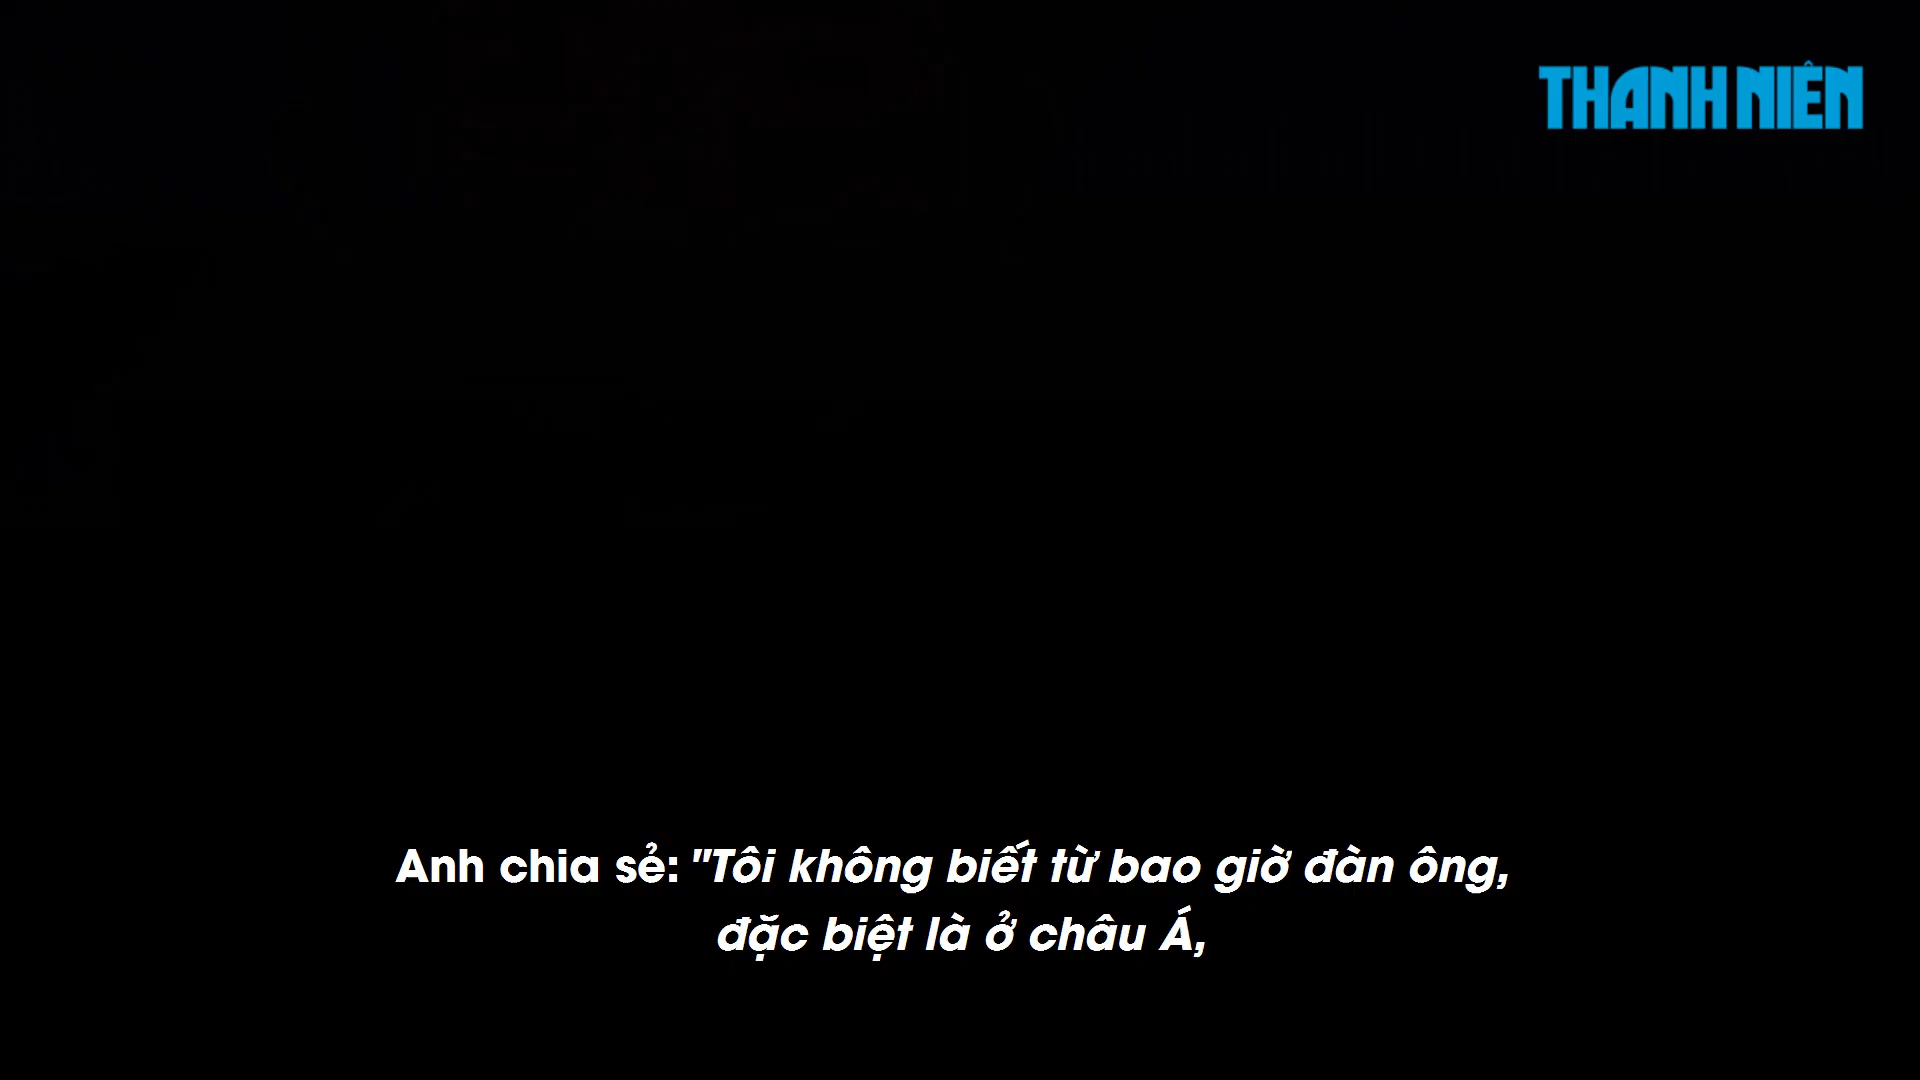 THANH NIÊN
Anh chia sẻ: "Tôi không biết từ bao giờ đàn ông,
đặc biệt là ở châu Á,